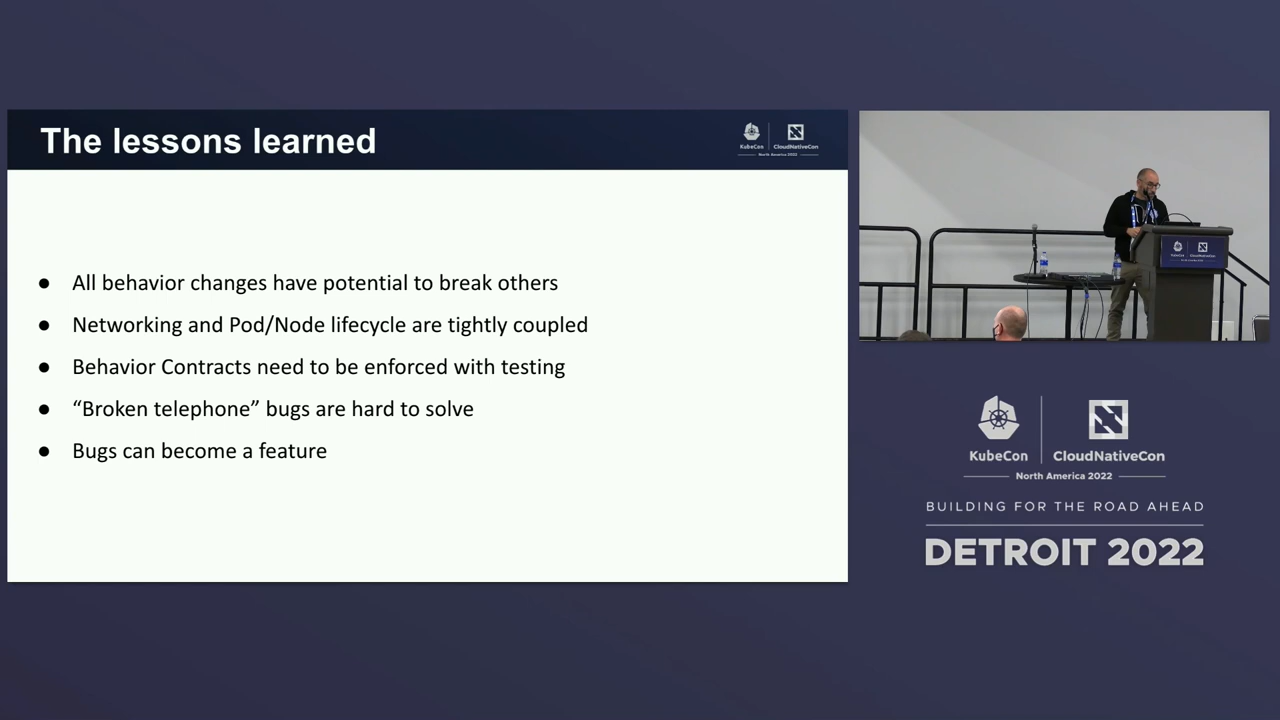 The lessons learned
KubeCon
CloudNativeCon
North America 2022
● All behavior changes have potential to break others
● Networking and Pod/Node lifecycle are tightly coupled
● Behavior Contracts need to be enforced with testing
● “Broken telephone” bugs are hard to solve
● Bugs can become a feature
KubeCon
CloudNativeCon
North America 2022
BUILDING FOR THE ROAD AHEAD
DETROIT 2022